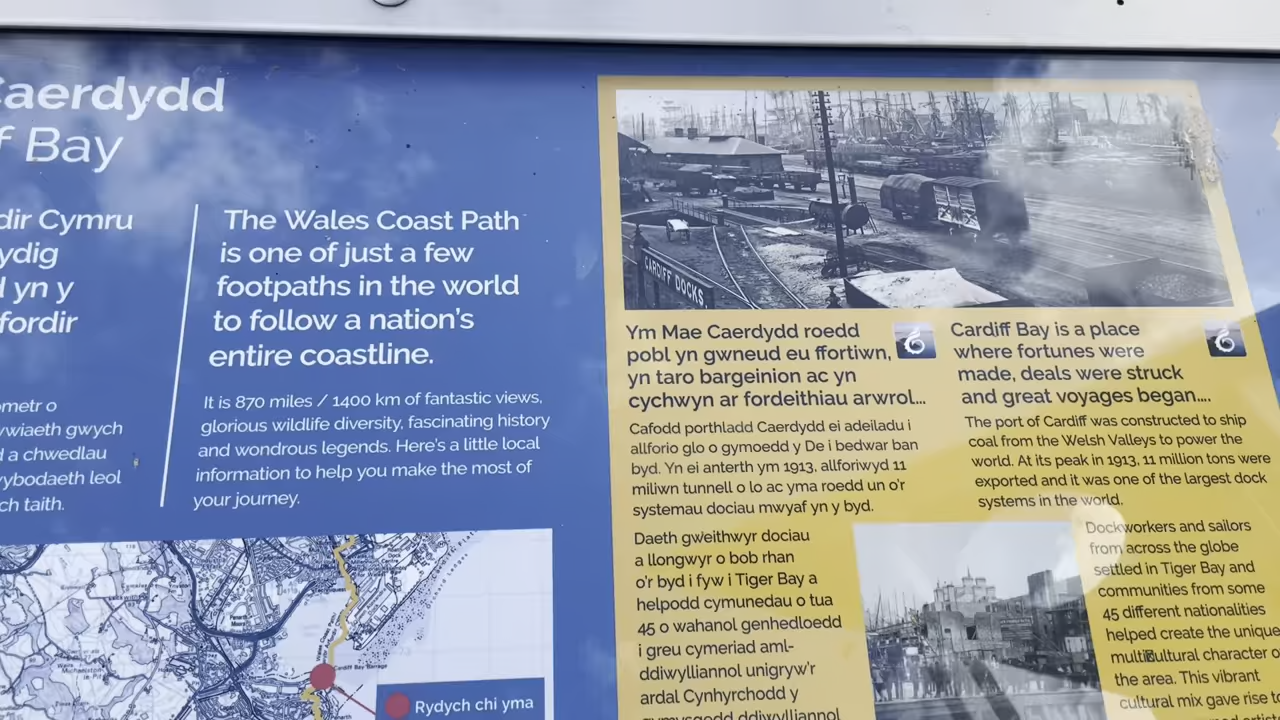 Caerdydd
f Bay
dir Cymru
ydig
d yn y
fordir
ometr o
ywiaeth gwych
d a chwedlau
ybodaeth leol
ch taith.
The Wales Coast Path
is one of just a few
footpaths in the world
to follow a nation's
entire coastline.
It is 870 miles / 1400 km of fantastic views,
glorious wildlife diversity, fascinating history
and wondrous legends. Here's a little local
information to help you make the most of
your journey.
Cardiff Bay Barrage
Rydych chi yma
CARDIFF DOCKS
Ym Mae Caerdydd roedd
pobl yn gwneud eu ffortiwn,
yn taro bargeinion ac yn
cychwyn ar fordeithiau arwrol...
Cafodd porthladd Caerdydd ei adeiladu i
allforio glo o gymoedd y De i bedwar ban
byd. Yn ei anterth ym 1913, allforiwyd 11
miliwn tunnell o lo ac yma roedd un o'r
systemau dociau mwyaf yn y byd.
Daeth gweithwyr dociau
a llongwyr o bob rhan
o'r byd i fyw i Tiger Bay a
helpodd cymunedau o tua
45 o wahanol genhedloedd
i greu cymeriad aml-
ddiwylliannol unigryw'r
ardal Cynhyrchodd y
gymysgedd ddiwylliannol
Cardiff Bay is a place
where fortunes were
made, deals were struck
and great voyages began....
The port of Cardiff was constructed to ship
coal from the Welsh Valleys to power the
world. At its peak in 1913, 11 million tons were
exported and it was one of the largest dock
systems in the world.
Dockworkers and sailors
from across the globe
settled in Tiger Bay and
communities from some
45 different nationalities
helped create the unique
multicultural character o
the area. This vibrant
cultural mix gave rise to